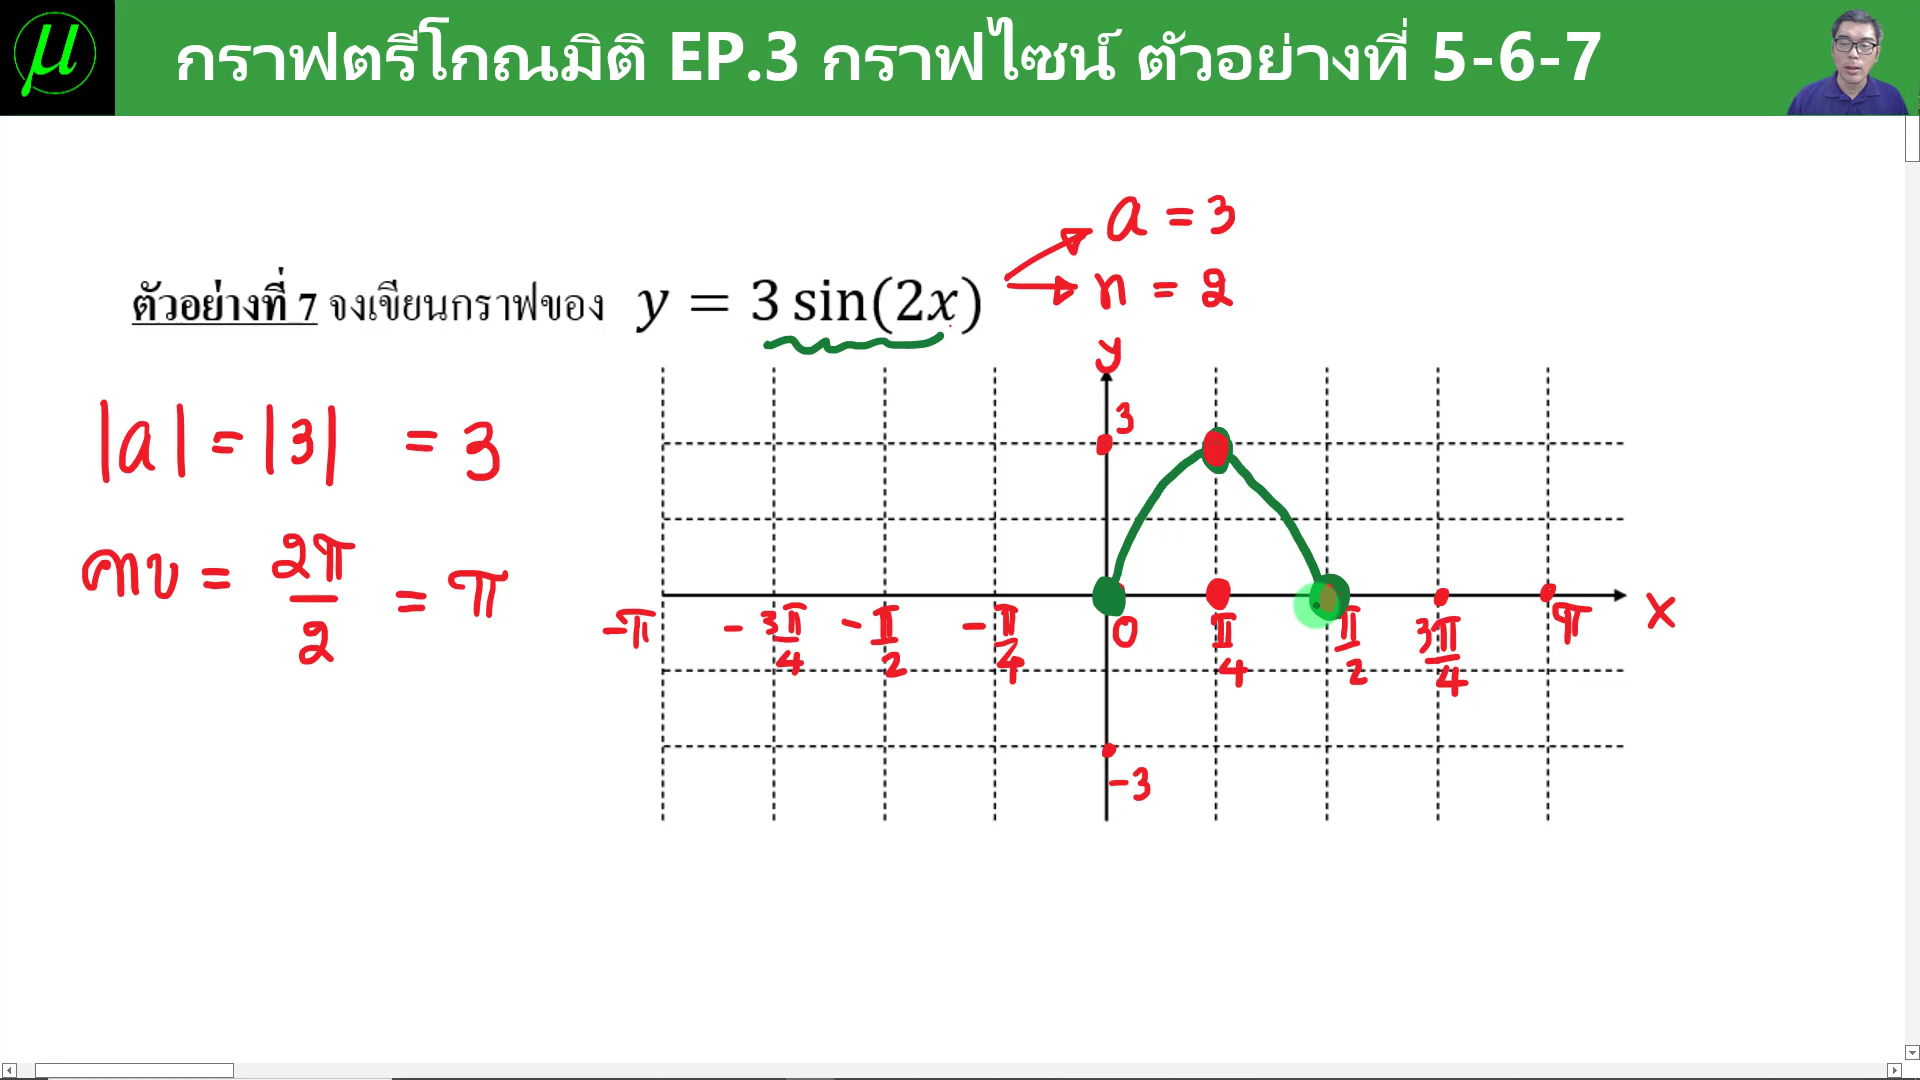 μ
กราฟตรีโกณมิติ EP.3 กราฟไซน์ ตัวอย่างที่ 5-6-7
a = 3
ตัวอย่างที่ 7 จงเขียนกราฟของ y = 3 sin(2x)
n = 2
y
|a| = |3| = 3
3
คาบ = 2π/2 = π
-π -3π/4 -π/2 -π/4 0 π/4 π/2 3π/4 π x
-3